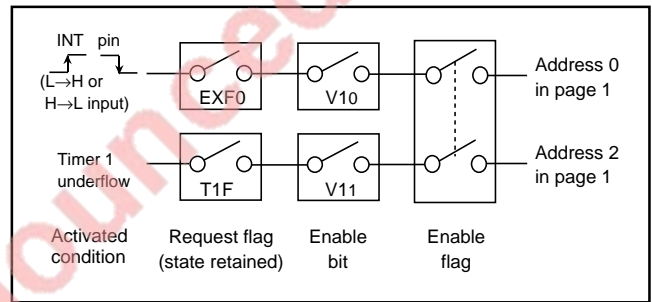 INT pin
(L→H or
H→L input)
EXF0
V10
Address 0
in page 1
Timer 1
underflow
T1F
V11
Address 2
in page 1
Activated
condition
Request flag
(state retained)
Enable
bit
Enable
flag
ounced